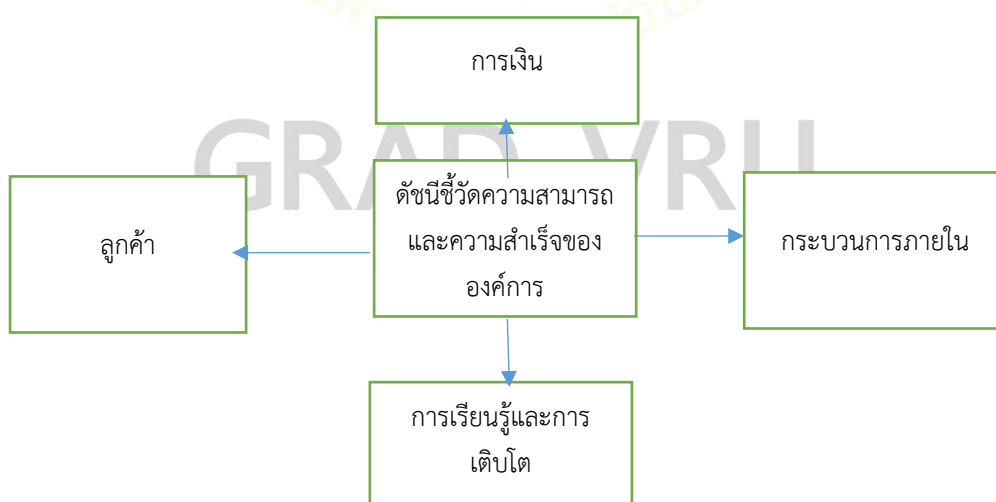 การเงิน
GRAD VRU
ดัชนีชี้วัดความสามารถ
และความสำเร็จของ
องค์การ
ลูกค้า
กระบวนการภายใน
การเรียนรู้และการ
เติบโต